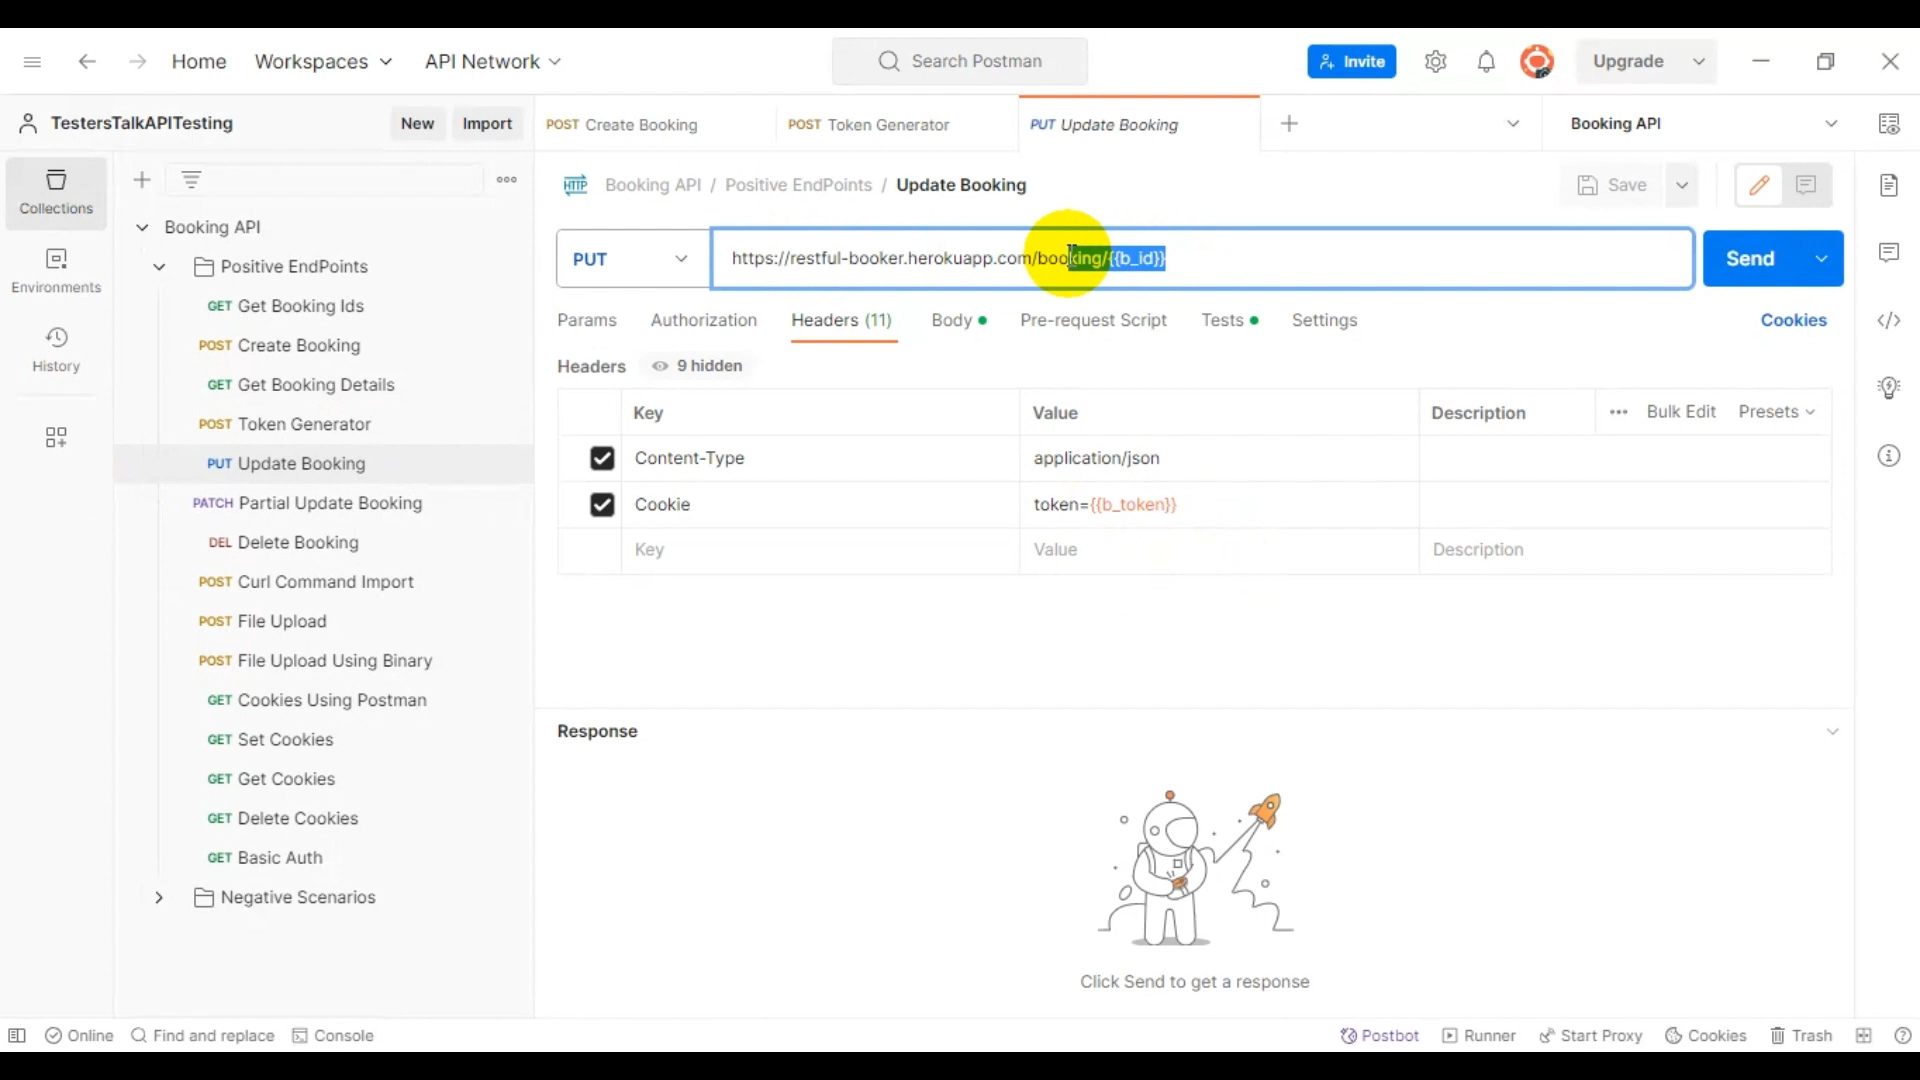 Home
Workspaces
API Network
Search Postman
Invite
Upgrade
TestersTalkAPITesting
New
Import
POST Create Booking
POST Token Generator
PUT Update Booking
Booking API
Collections
Environments
History
Booking API
Positive EndPoints
GET Get Booking Ids
POST Create Booking
GET Get Booking Details
POST Token Generator
PUT Update Booking
PATCH Partial Update Booking
DEL Delete Booking
POST Curl Command Import
POST File Upload
POST File Upload Using Binary
GET Cookies Using Postman
GET Set Cookies
GET Get Cookies
GET Delete Cookies
GET Basic Auth
Negative Scenarios
HTTP Booking API / Positive EndPoints / Update Booking
Save
PUT
https://restful-booker.herokuapp.com/booking/{{b_id}}
Send
Params
Authorization
Headers (11)
Body
Pre-request Script
Tests
Settings
Cookies
Headers
9 hidden
Key
Value
Description
Bulk Edit
Presets
Content-Type
application/json
Cookie
token={{b_token}}
Key
Value
Description
Response
Click Send to get a response
Online
Find and replace
Console
Postbot
Runner
Start Proxy
Cookies
Trash